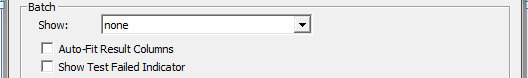 Batch
Show: none
Auto-Fit Result Columns
Show Test Failed Indicator